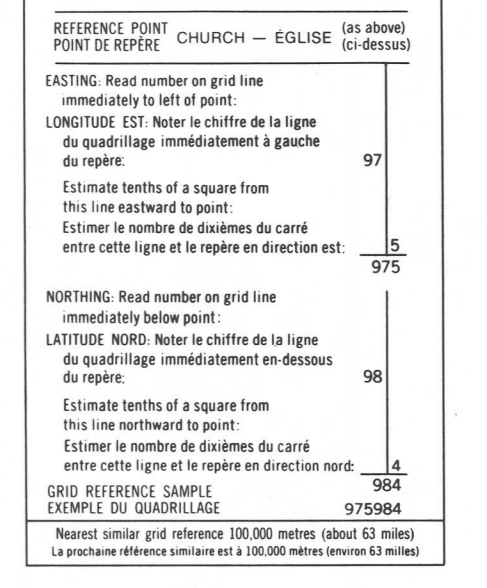 REFERENCE POINT
POINT DE REPÈRE
CHURCH — ÉGLISE
(as above)
(ci-dessus)
EASTING: Read number on grid line
immediately to left of point:
LONGITUDE EST: Noter le chiffre de la ligne
du quadrillage immédiatement à gauche
du repère: 97
Estimate tenths of a square from
this line eastward to point:
Estimer le nombre de dixièmes du carré
entre cette ligne et le repère en direction est: 5
975
NORTHING: Read number on grid line
immediately below point:
LATITUDE NORD: Noter le chiffre de la ligne
du quadrillage immédiatement en-dessous
du repère: 98
Estimate tenths of a square from
this line northward to point:
Estimer le nombre de dixièmes du carré
entre cette ligne et le repère en direction nord: 4
984
GRID REFERENCE SAMPLE
EXEMPLE DU QUADRILLAGE 975984
Nearest similar grid reference 100,000 metres (about 63 miles)
La prochaine référence similaire est à 100,000 mètres (environ 63 milles)